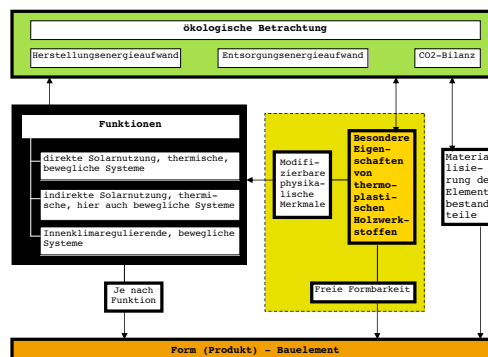 ökologische Betrachtung
Herstellungsenergieaufwand
Entsorgungsenergieaufwand
CO2-Bilanz
Funktionen
direkte Solarnutzung, thermische,
bewegliche Systeme
indirekte Solarnutzung, thermi-
sche, hier auch bewegliche Systeme
Innenklimaregulierende, bewegliche
Systeme
Modifi-
zierbare
physika-
lische
Merkmale
Besondere
Eigen-
schaften
von
thermo-
plasti-
schen
Holzwerk-
stoffen
Materia
lisie-
rung de
Element
bestand
teile
Je nach
Funktion
Freie Formbarkeit
Form (Produkt) - Bauelement